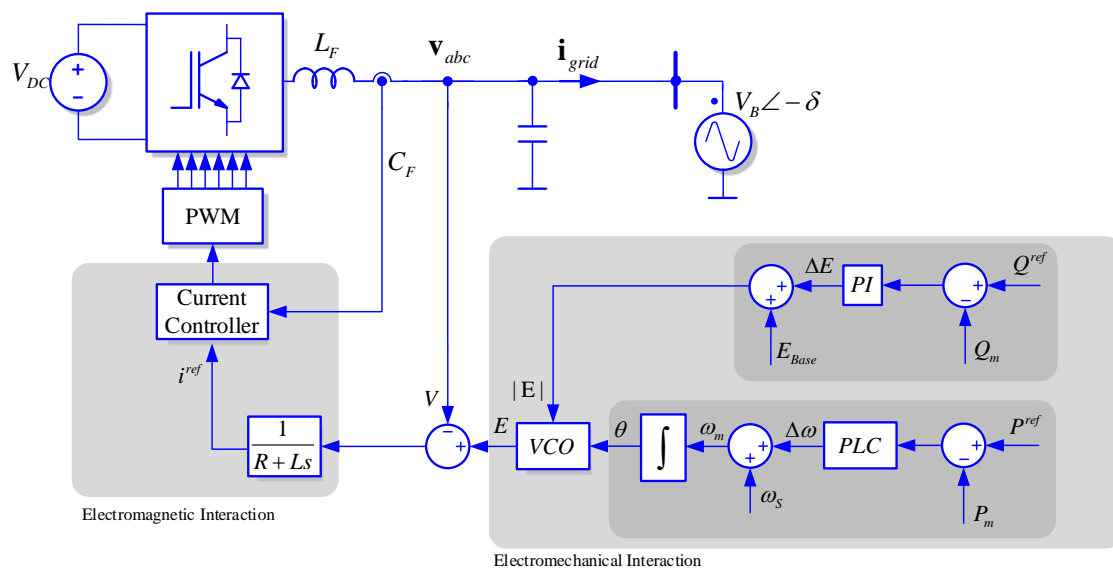 L_F
v_abc
i_grid
V_DC
+
−
V_B∠−δ
C_F
PWM
Current
Controller
i^ref
1
R + Ls
Electromagnetic Interaction
ΔE
PI
Q^ref
+
+
+
−
E_Base
Q_m
| E |
V
E
−
+
VCO
θ
∫
ω_m
Δω
PLC
P^ref
+
+
+
−
ω_S
P_m
Electromechanical Interaction